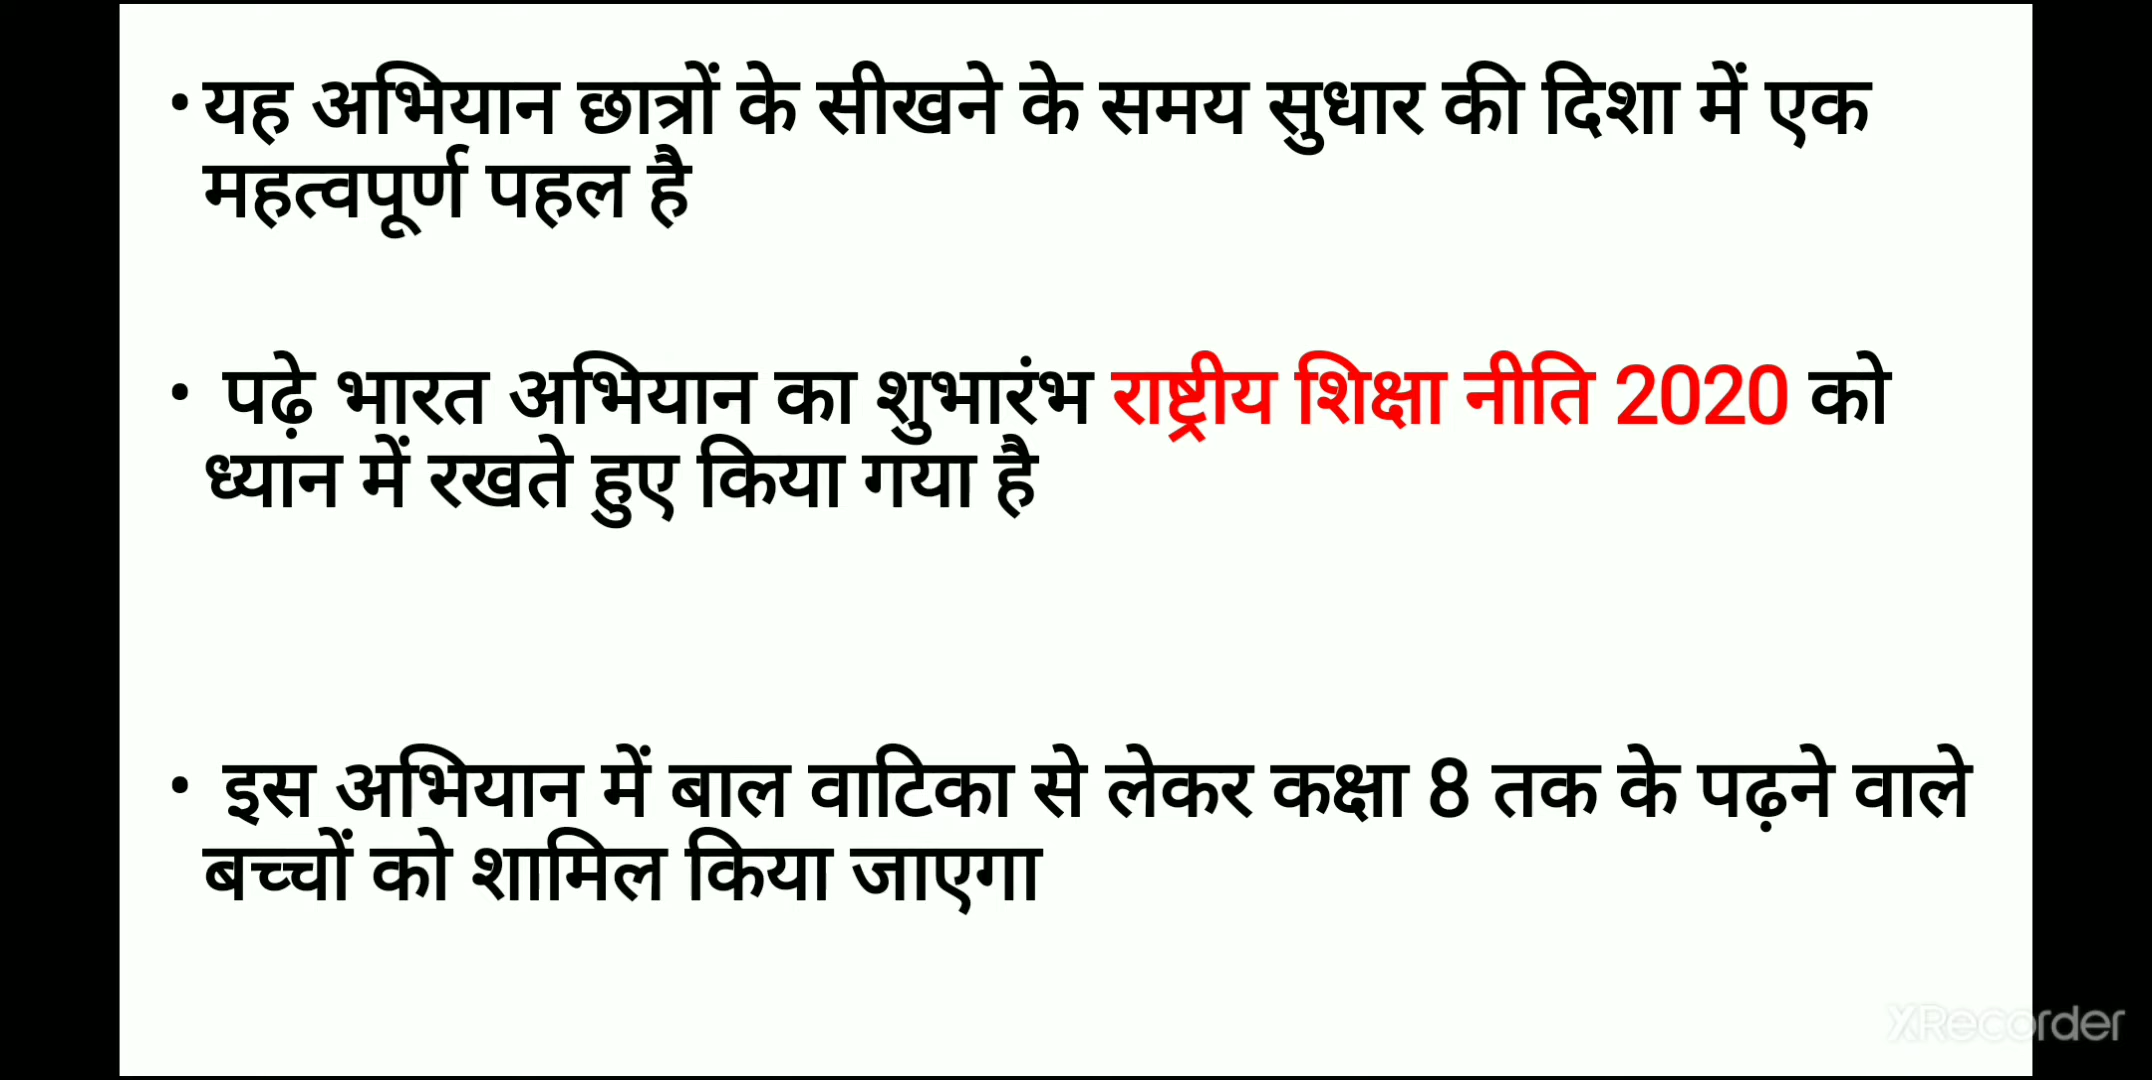 •यह अभियान छात्रों के सीखने के समय सुधार की दिशा में एक
महत्वपूर्ण पहल है
• पढ़े भारत अभियान का शुभारंभ राष्ट्रीय शिक्षा नीति 2020 को
ध्यान में रखते हुए किया गया है
• इस अभियान में बाल वाटिका से लेकर कक्षा 8 तक के पढ़ने वाले
बच्चों को शामिल किया जाएगा
XRecorder